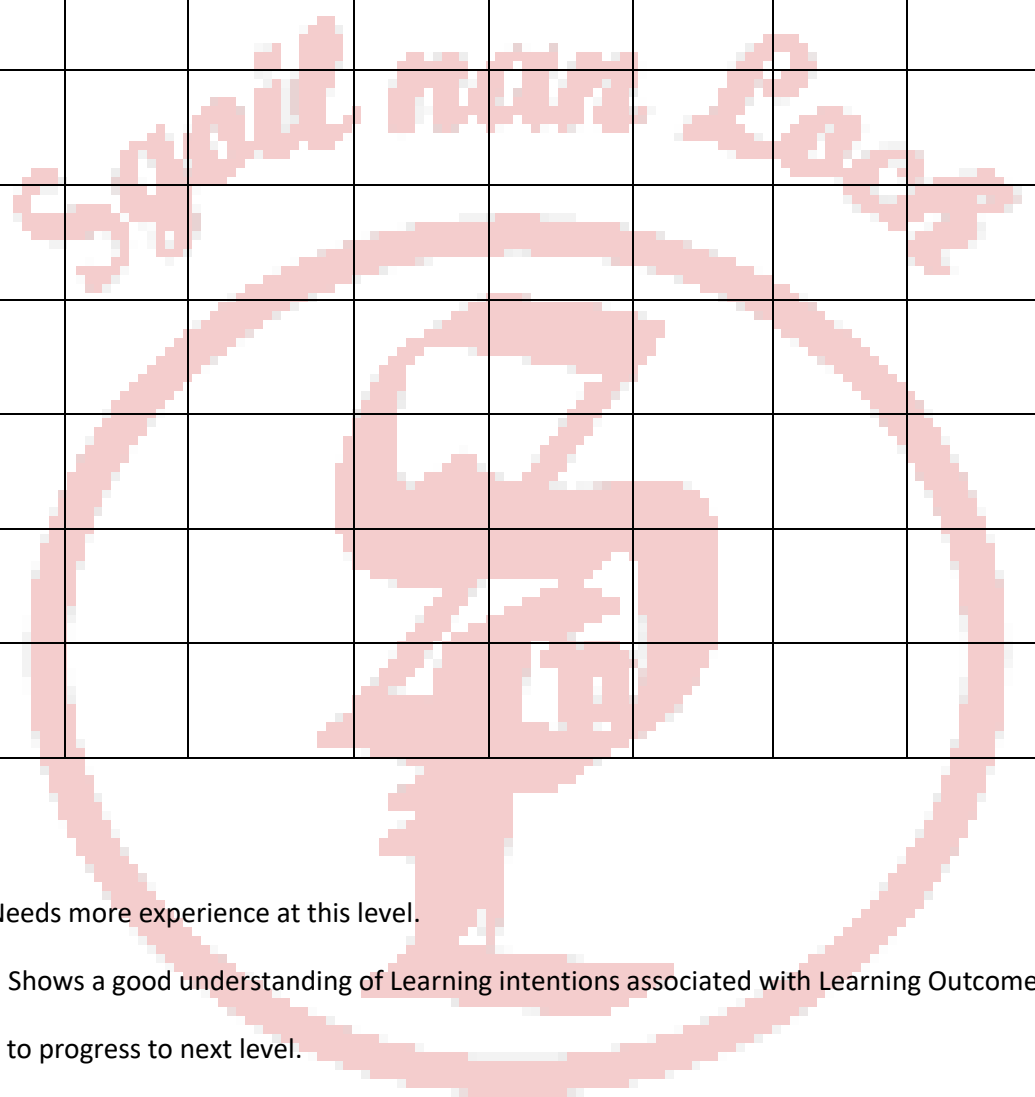 Sgoil nan Loch
Needs more experience at this level.
Shows a good understanding of Learning intentions associated with Learning Outcome
to progress to next level.